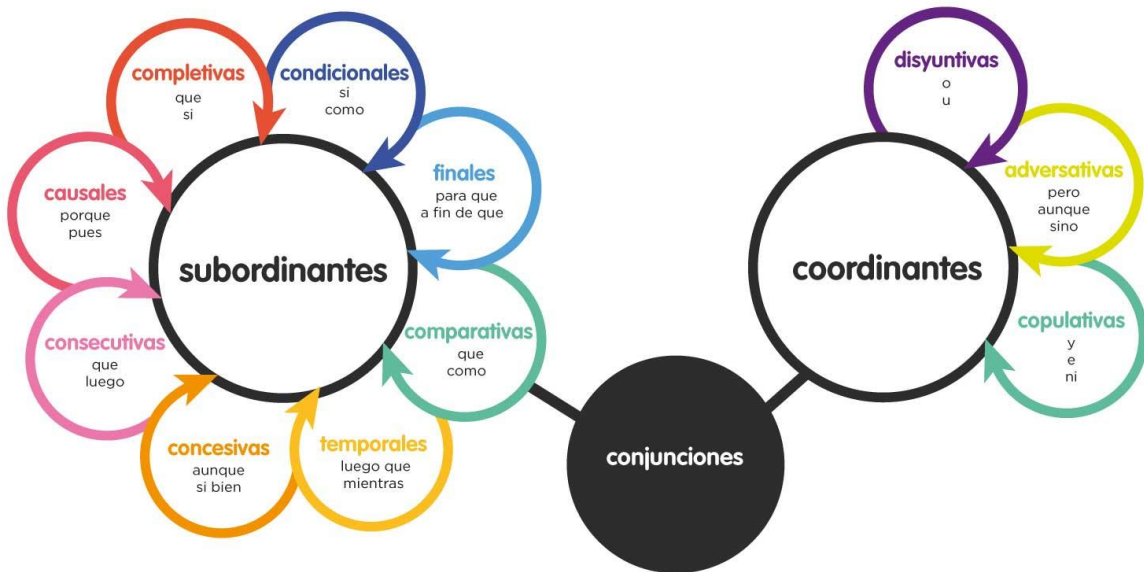 completivas
que
si
condicionales
si
como
finales
para que
a fin de que
comparativas
que
como
temporales
luego que
mientras
concesivas
aunque
si bien
consecutivas
que
luego
causales
porque
pues
subordinantes
conjunciones
coordinantes
disyuntivas
o
u
adversativas
pero
aunque
sino
copulativas
y
e
ni